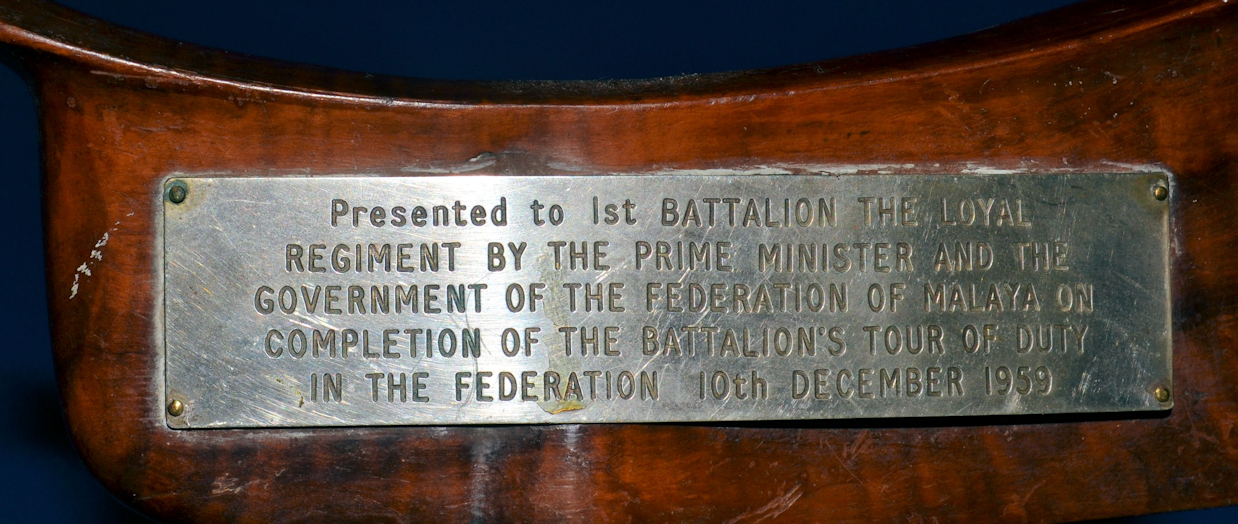 Presented to 1st BATTALION THE LOYAL
REGIMENT BY THE PRIME MINISTER AND THE
GOVERNMENT OF THE FEDERATION OF MALAYA ON
COMPLETION OF THE BATTALION'S TOUR OF DUTY
IN THE FEDERATION 10th DECEMBER 1959